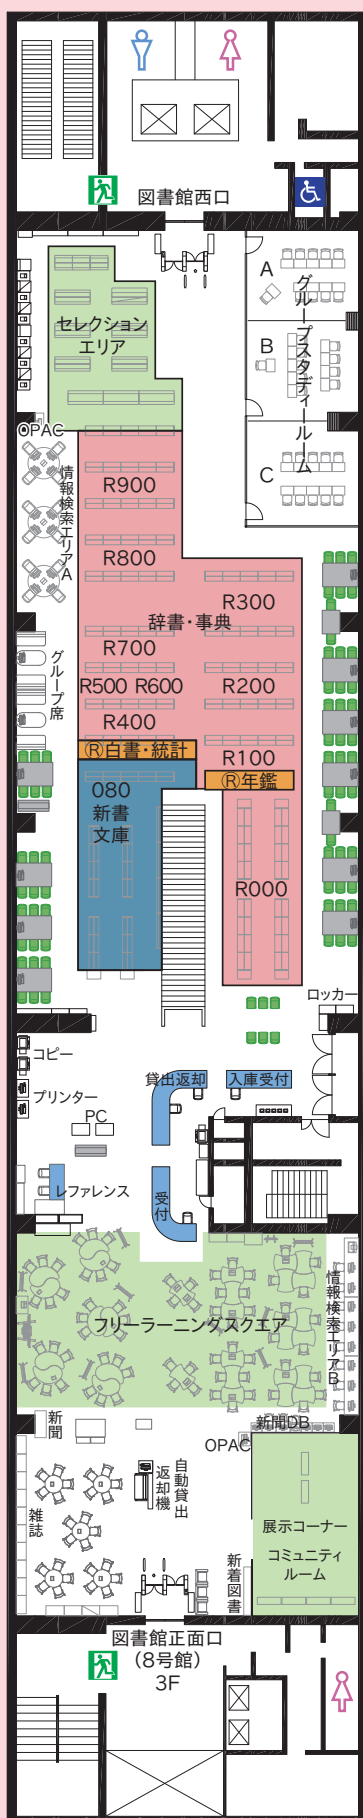 図書館西口
セレクション
エリア
A
B
C
グループスタディールーム
OPAC
情報検索エリアA
R900
R800
R300
辞書・事典
R700
グループ席
R500 R600
R200
R400
R100
Ⓡ白書・統計
Ⓡ年鑑
080
新書
文庫
R000
ロッカー
コピー
プリンター
PC
貸出返却
入庫受付
レファレンス
受付
フリーラーニングスクエア
情報検索エリアB
新聞
新聞DB
OPAC
自動貸出
返却機
雑誌
展示コーナー
コミュニティ
ルーム
新着図書
図書館正面口
(8号館)
3F